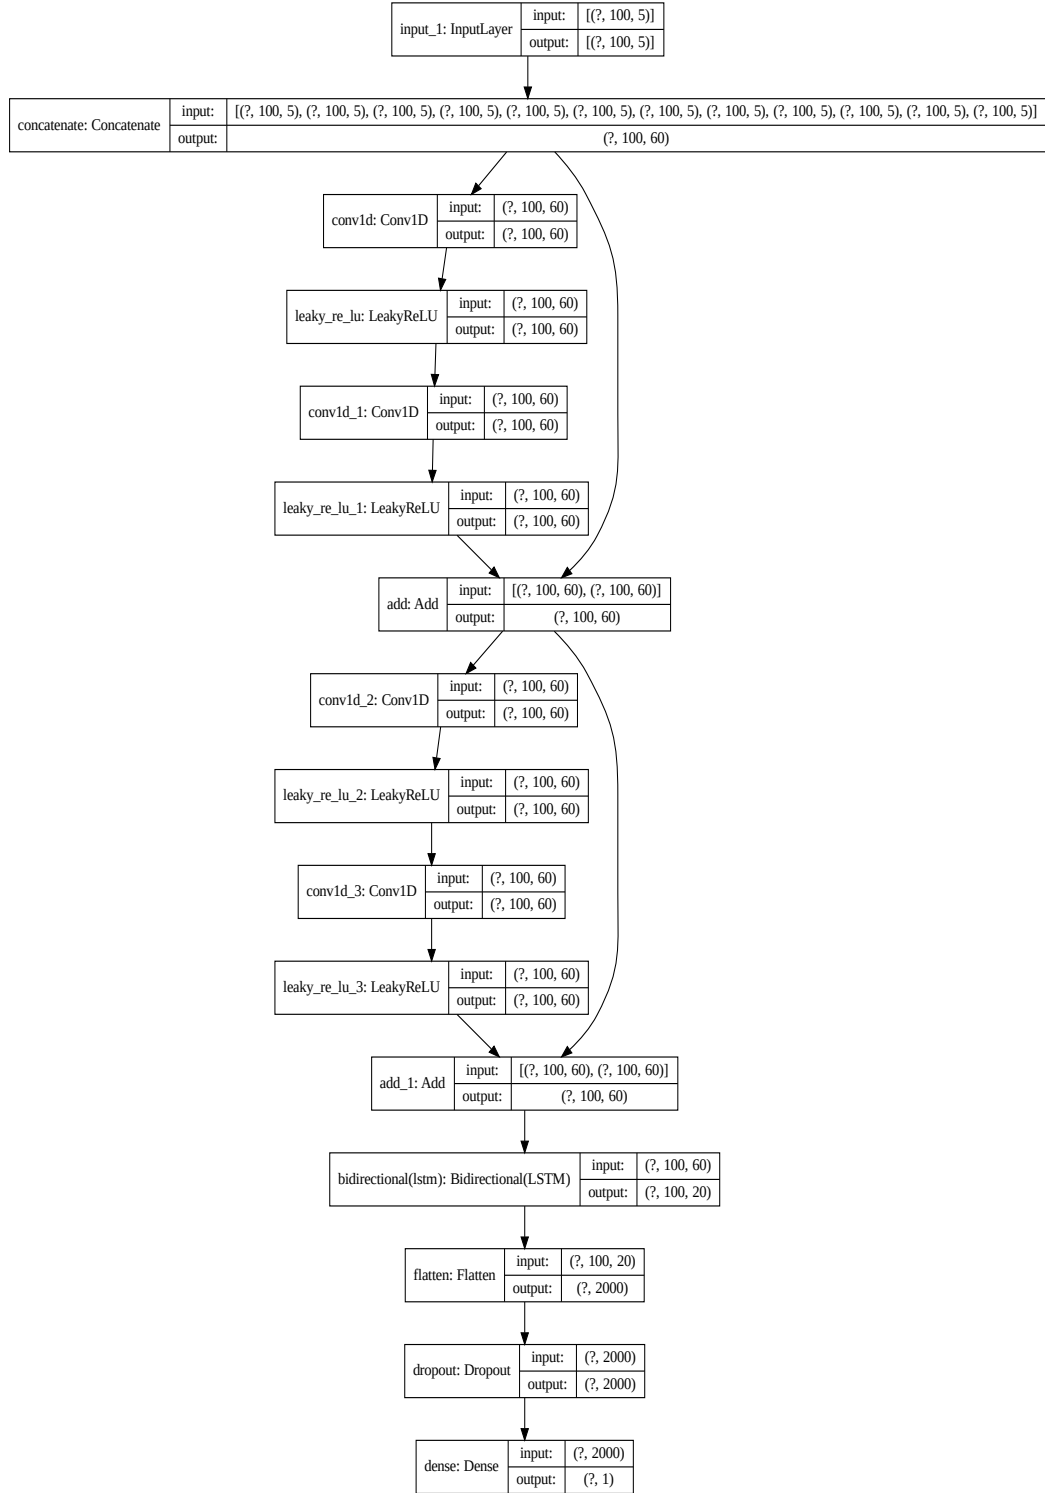 input_1: InputLayer
input: [(?, 100, 5)]
output: [(?, 100, 5)]
concatenate: Concatenate
input: [(?, 100, 5), (?, 100, 5), (?, 100, 5), (?, 100, 5), (?, 100, 5), (?, 100, 5), (?, 100, 5), (?, 100, 5), (?, 100, 5), (?, 100, 5), (?, 100, 5), (?, 100, 5)]
output: (?, 100, 60)
conv1d: Conv1D
input: (?, 100, 60)
output: (?, 100, 60)
leaky_re_lu: LeakyReLU
input: (?, 100, 60)
output: (?, 100, 60)
conv1d_1: Conv1D
input: (?, 100, 60)
output: (?, 100, 60)
leaky_re_lu_1: LeakyReLU
input: (?, 100, 60)
output: (?, 100, 60)
add: Add
input: [(?, 100, 60), (?, 100, 60)]
output: (?, 100, 60)
conv1d_2: Conv1D
input: (?, 100, 60)
output: (?, 100, 60)
leaky_re_lu_2: LeakyReLU
input: (?, 100, 60)
output: (?, 100, 60)
conv1d_3: Conv1D
input: (?, 100, 60)
output: (?, 100, 60)
leaky_re_lu_3: LeakyReLU
input: (?, 100, 60)
output: (?, 100, 60)
add_1: Add
input: [(?, 100, 60), (?, 100, 60)]
output: (?, 100, 60)
bidirectional(lstm): Bidirectional(LSTM)
input: (?, 100, 60)
output: (?, 100, 20)
flatten: Flatten
input: (?, 100, 20)
output: (?, 2000)
dropout: Dropout
input: (?, 2000)
output: (?, 2000)
dense: Dense
input: (?, 2000)
output: (?, 1)